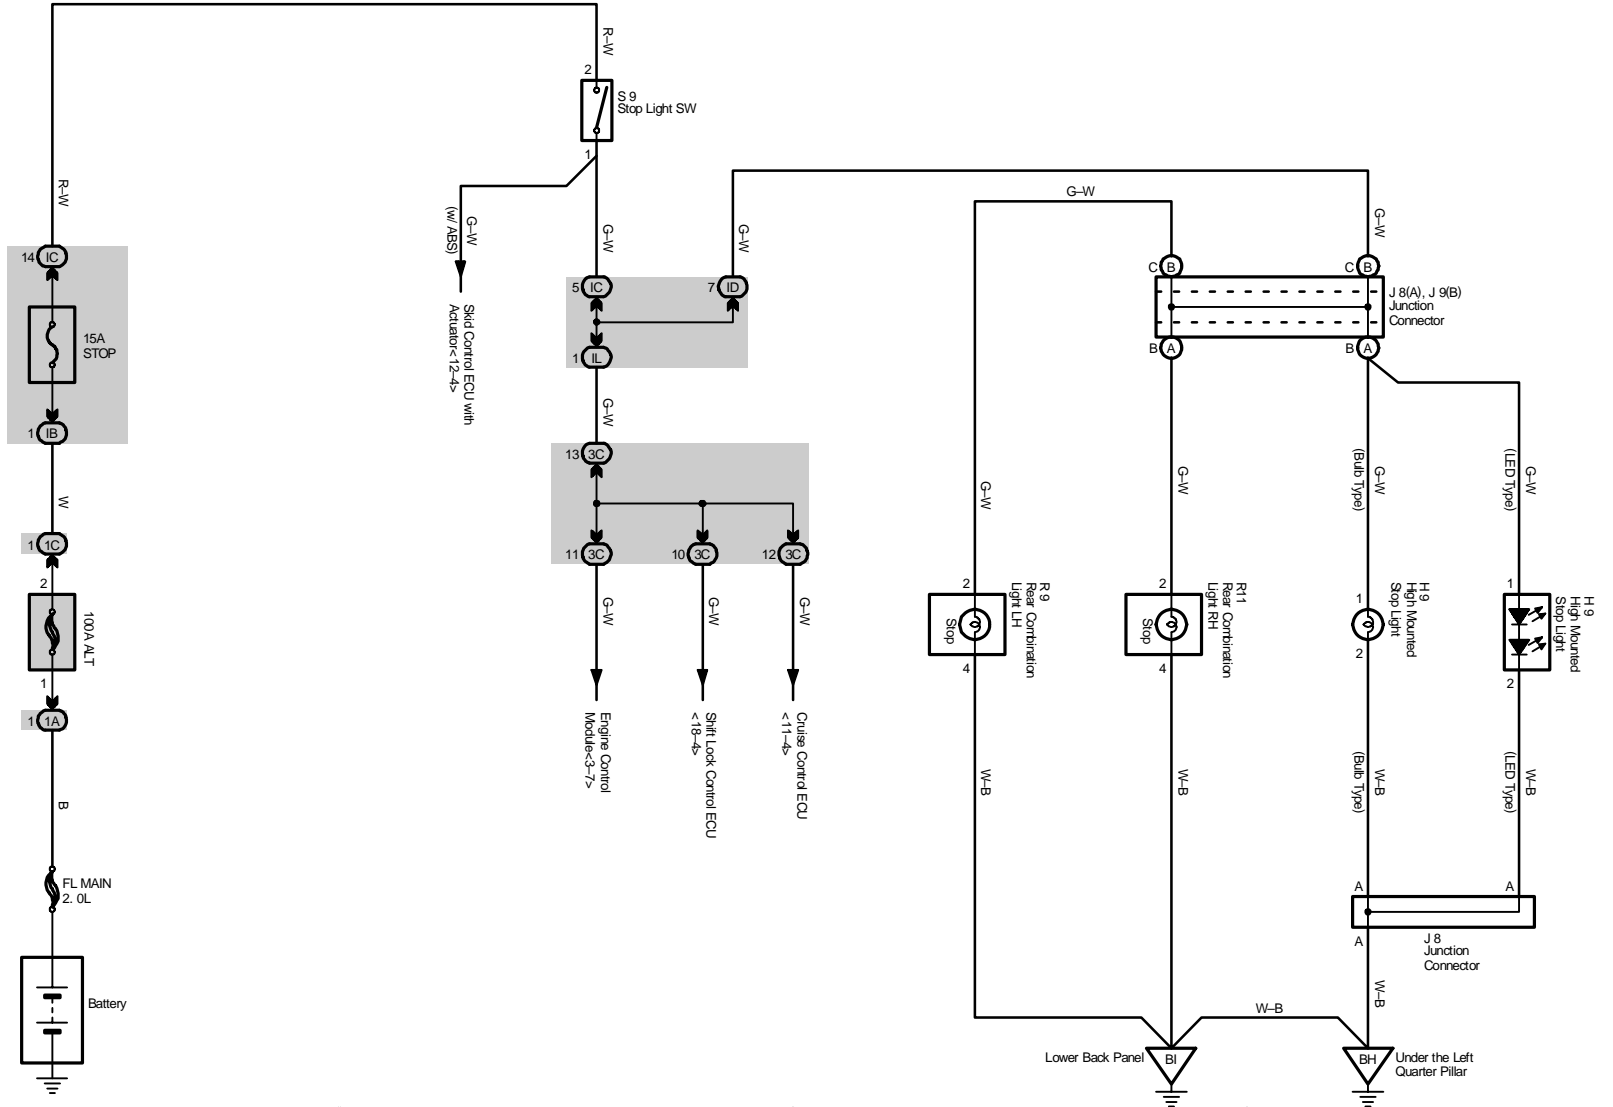 R–W
2
S 9
Stop Light SW
1
R–W
G–W
(w/ ABS)
Skid Control ECU with
Actuator<12–4>
G–W
G–W
G–W
G–W
14 IC
5 IC
7 ID
C B
C B
J 8(A), J 9(B)
Junction
Connector
15A
STOP
1 IL
B A
B A
G–W
1 IB
13 3C
W
G–W
G–W
G–W
(Bulb Type)
G–W
(LED Type)
1 1C
11 3C
10 3C
12 3C
2
100A ALT
1
G–W
G–W
G–W
2
R 9
Rear Combination
Light LH
Stop
4
2
R11
Rear Combination
Light RH
Stop
4
1
H 9
High Mounted
Stop Light
2
1
H 9
High Mounted
Stop Light
2
1 1A
Engine Control
Module<3–7>
Shift Lock Control ECU
<18–4>
Cruise Control ECU
<11–4>
B
W–B
W–B
W–B
(Bulb Type)
W–B
(LED Type)
FL MAIN
2. 0L
A
A
A
J 8
Junction
Connector
Battery
W–B
W–B
Lower Back Panel
BI
BH
Under the Left
Quarter Pillar